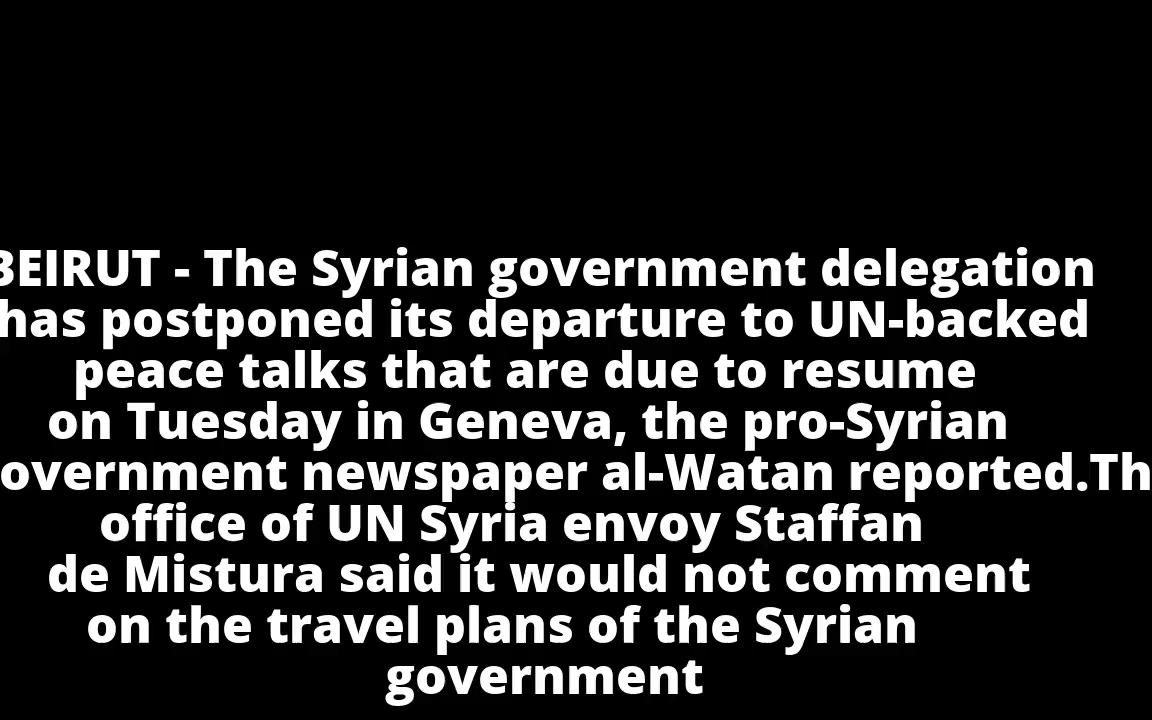 BEIRUT - The Syrian government delegation
has postponed its departure to UN-backed
peace talks that are due to resume
on Tuesday in Geneva, the pro-Syrian
overnment newspaper al-Watan reported.Th
office of UN Syria envoy Staffan
de Mistura said it would not comment
on the travel plans of the Syrian
government